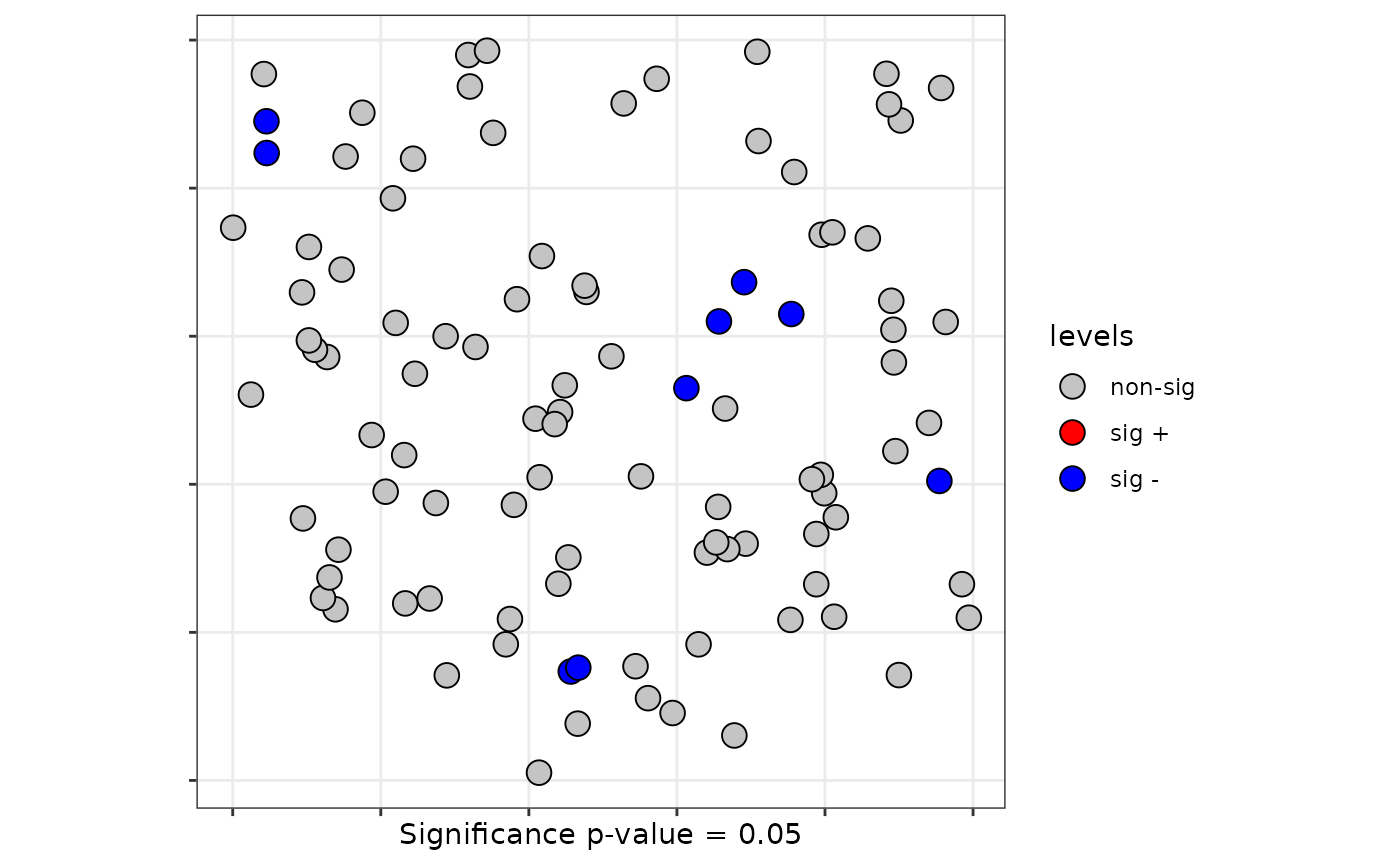 levels
non-sig
sig +
sig -
Significance p-value = 0.05